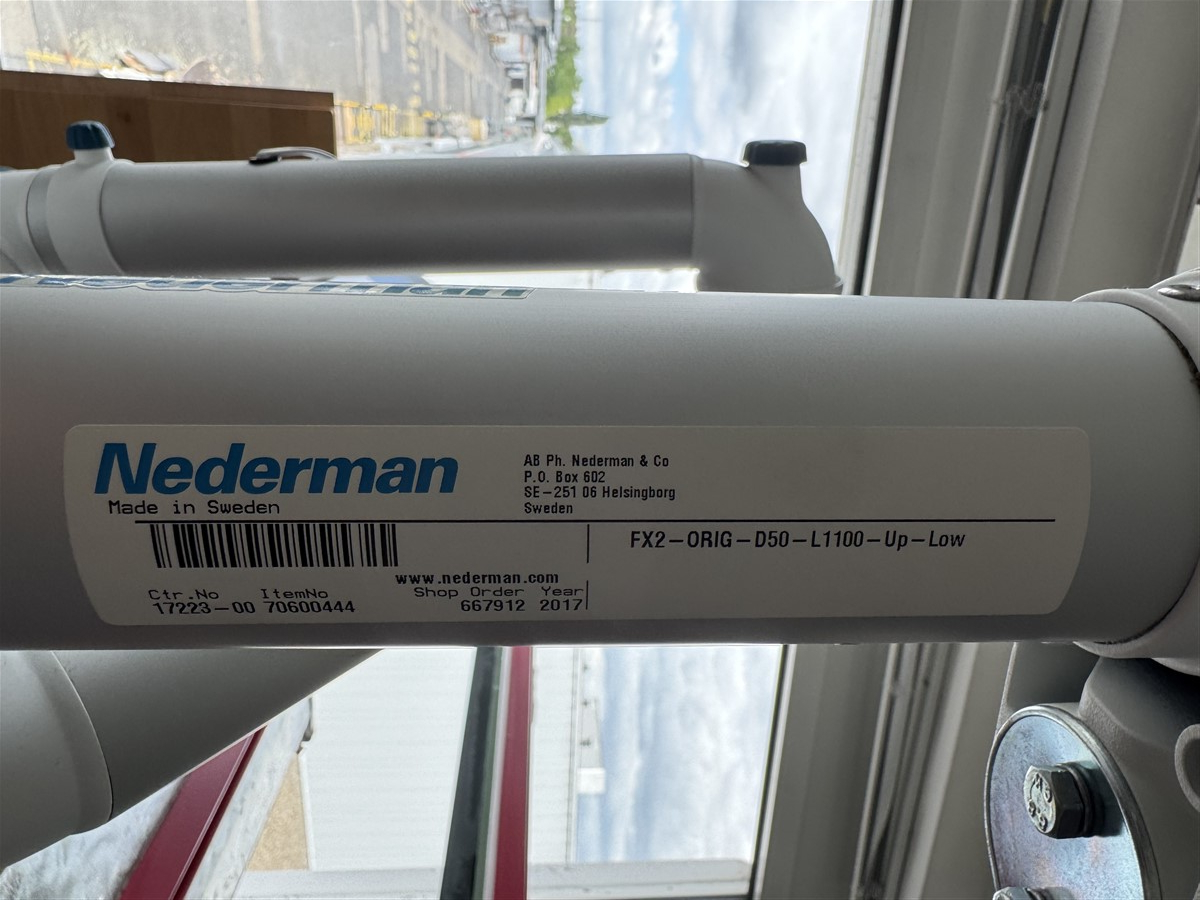 Nederman
Nederman
Made in Sweden
AB Ph. Nederman & Co
P.O. Box 602
SE-251 06 Helsingborg
Sweden
FX2-ORIG-D50-L1100-Up-Low
www.nederman.com
Ctr.No ItemNo Shop Order Year
17223-00 70600444 667912 2017